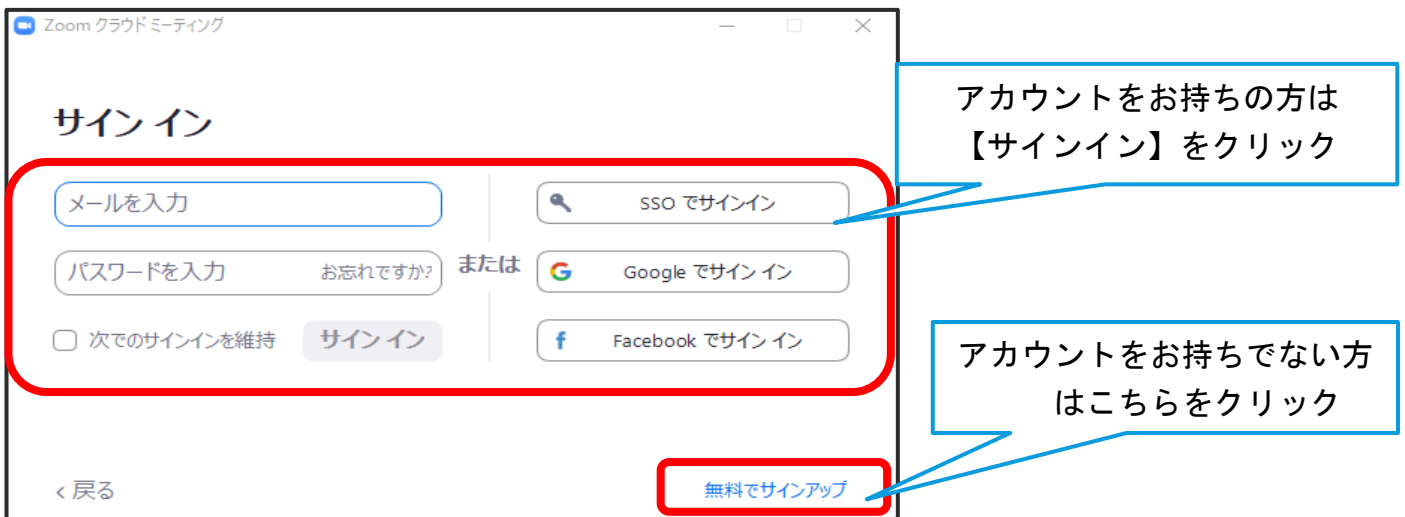 Zoom クラウド ミーティング
サイン イン
メールを入力
パスワードを入力 お忘れですか?
次でのサインインを維持 サイン イン
または
SSO でサインイン
Google でサイン イン
Facebook でサイン イン
アカウントをお持ちの方は
【サインイン】をクリック
アカウントをお持ちでない方
はこちらをクリック
< 戻る
無料でサインアップ